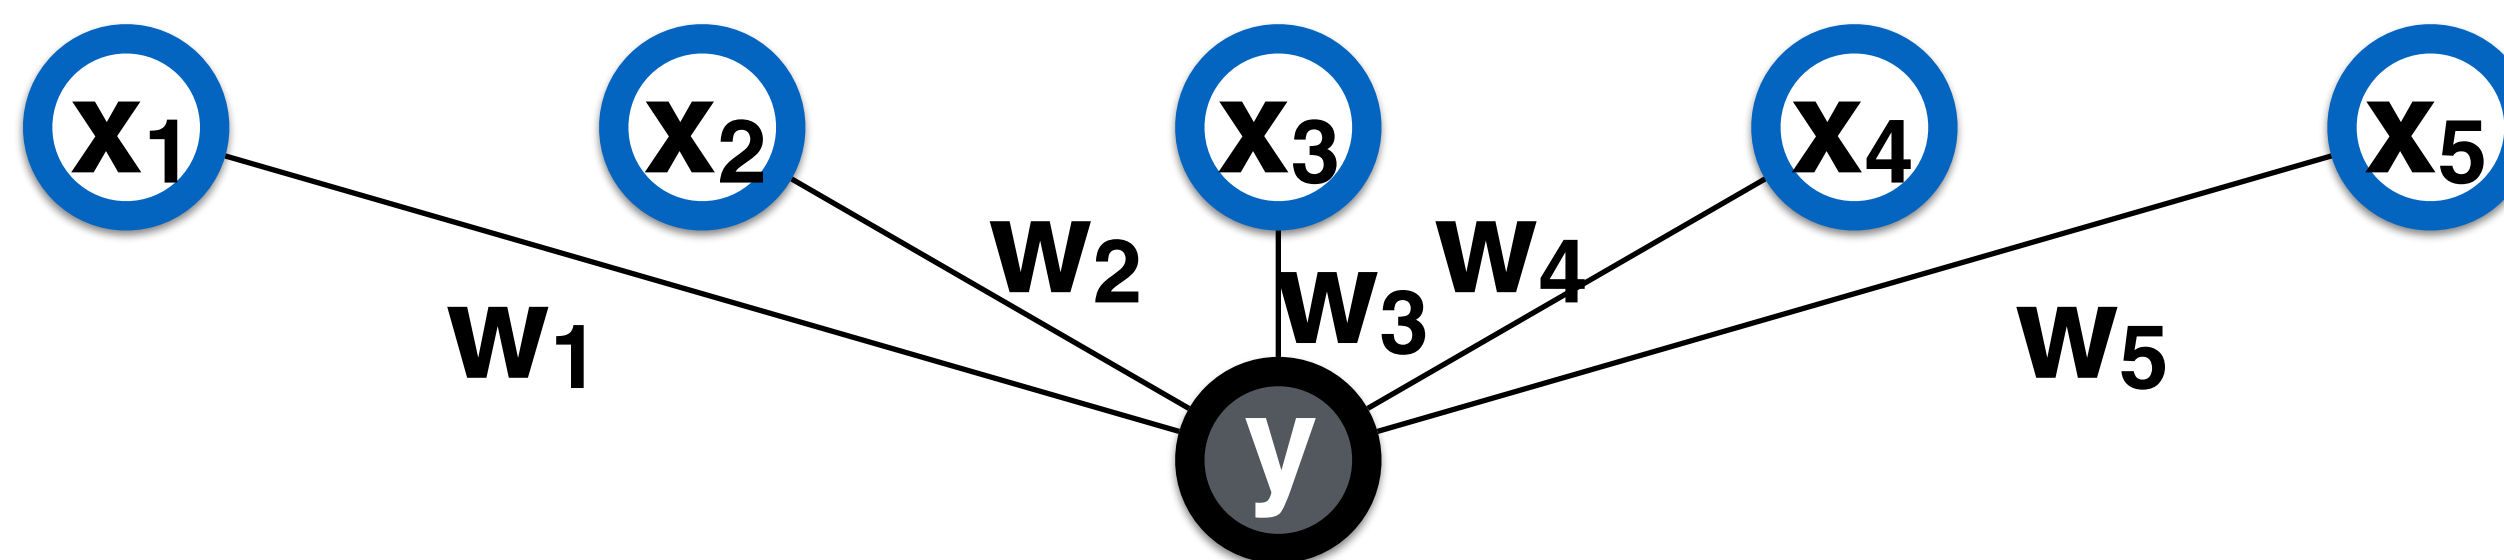 x₁ x₂ x₃ x₄ x₅
w₁ w₂ w₃ w₄ w₅
y